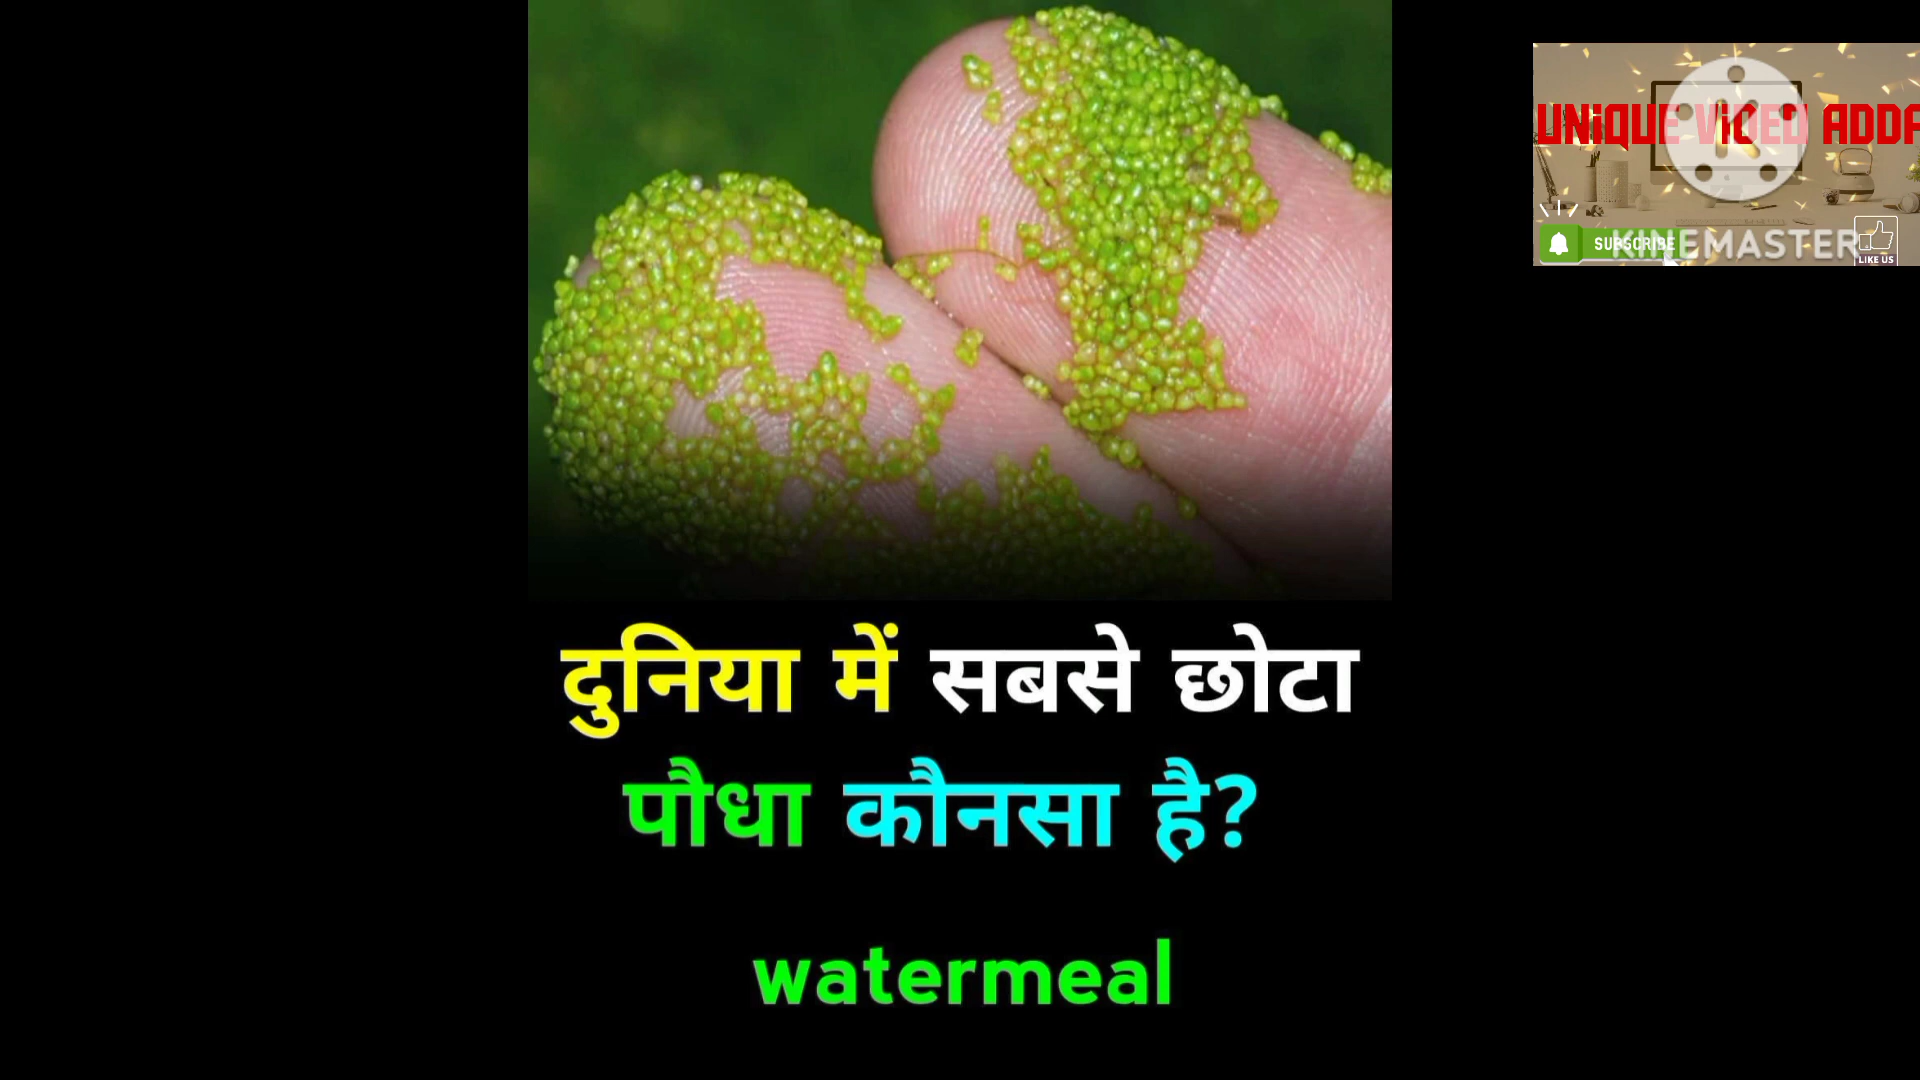 UNIQUE VIDEO ADDA
SUBSCRIBE
KINEMASTER
LIKE US
दुनिया में सबसे छोटा
पौधा कौनसा है?
watermeal